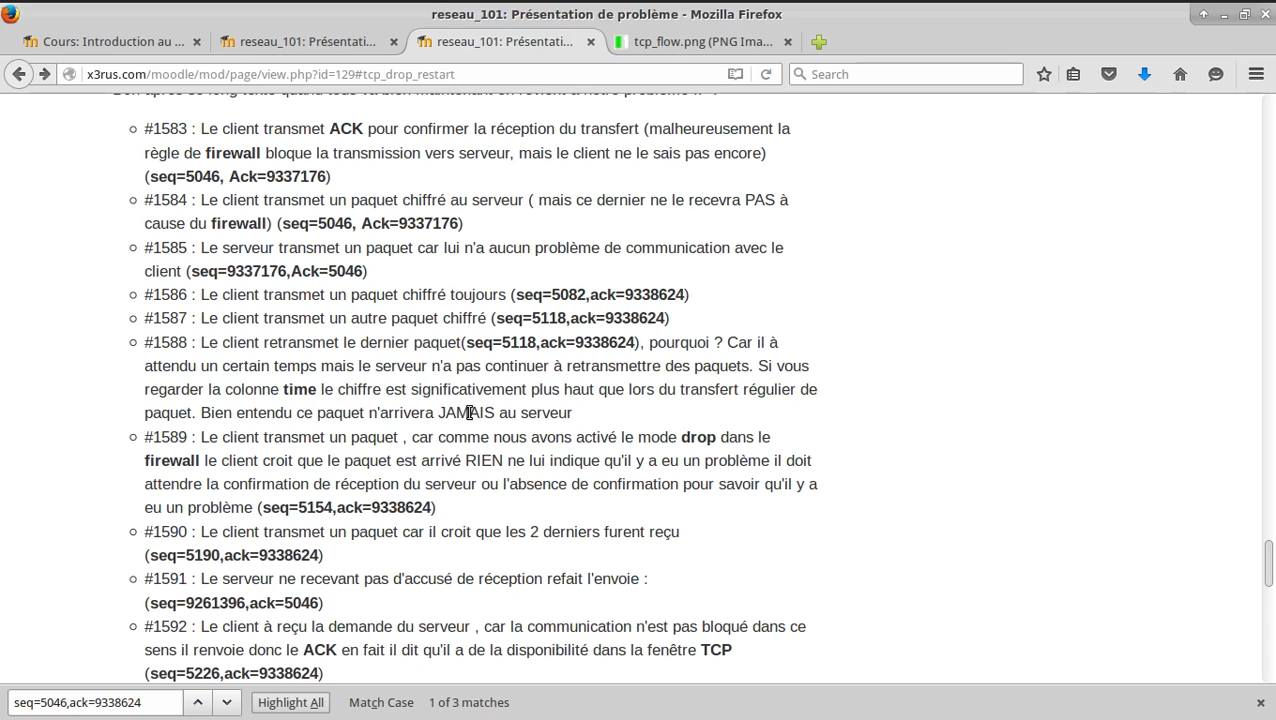 reseau_101: Présentation de problème - Mozilla Firefox
Cours: Introduction au ...
reseau_101: Présentati...
reseau_101: Présentati...
tcp_flow.png (PNG Ima...
x3rus.com/moodle/mod/page/view.php?id=129#tcp_drop_restart
Search
#1583 : Le client transmet ACK pour confirmer la réception du transfert (malheureusement la
règle de firewall bloque la transmission vers serveur, mais le client ne le sais pas encore)
(seq=5046, Ack=9337176)
#1584 : Le client transmet un paquet chiffré au serveur ( mais ce dernier ne le recevra PAS à
cause du firewall) (seq=5046, Ack=9337176)
#1585 : Le serveur transmet un paquet car lui n'a aucun problème de communication avec le
client (seq=9337176,Ack=5046)
#1586 : Le client transmet un paquet chiffré toujours (seq=5082,ack=9338624)
#1587 : Le client transmet un autre paquet chiffré (seq=5118,ack=9338624)
#1588 : Le client retransmet le dernier paquet(seq=5118,ack=9338624), pourquoi ? Car il à
attendu un certain temps mais le serveur n'a pas continuer à retransmettre des paquets. Si vous
regarder la colonne time le chiffre est significativement plus haut que lors du transfert régulier de
paquet. Bien entendu ce paquet n'arrivera JAMAIS au serveur
#1589 : Le client transmet un paquet , car comme nous avons activé le mode drop dans le
firewall le client croit que le paquet est arrivé RIEN ne lui indique qu'il y a eu un problème il doit
attendre la confirmation de réception du serveur ou l'absence de confirmation pour savoir qu'il y a
eu un problème (seq=5154,ack=9338624)
#1590 : Le client transmet un paquet car il croit que les 2 derniers furent reçu
(seq=5190,ack=9338624)
#1591 : Le serveur ne recevant pas d'accusé de réception refait l'envoie :
(seq=9261396,ack=5046)
#1592 : Le client à reçu la demande du serveur , car la communication n'est pas bloqué dans ce
sens il renvoie donc le ACK en fait il dit qu'il a de la disponibilité dans la fenêtre TCP
(seq=5226,ack=9338624)
seq=5046,ack=9338624
Highlight All
Match Case
1 of 3 matches